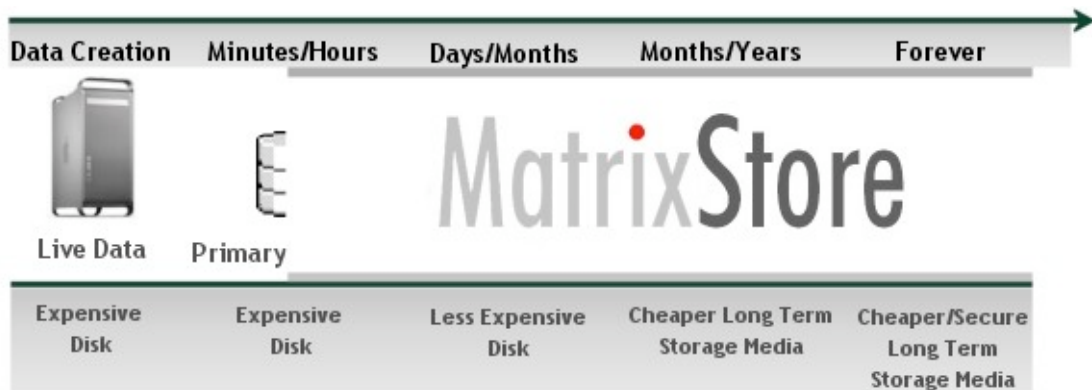 Data Creation Minutes/Hours Days/Months Months/Years Forever
MatrixStore
Live Data Primary
Expensive Disk
Expensive Disk
Less Expensive Disk
Cheaper Long Term Storage Media
Cheaper/Secure Long Term Storage Media